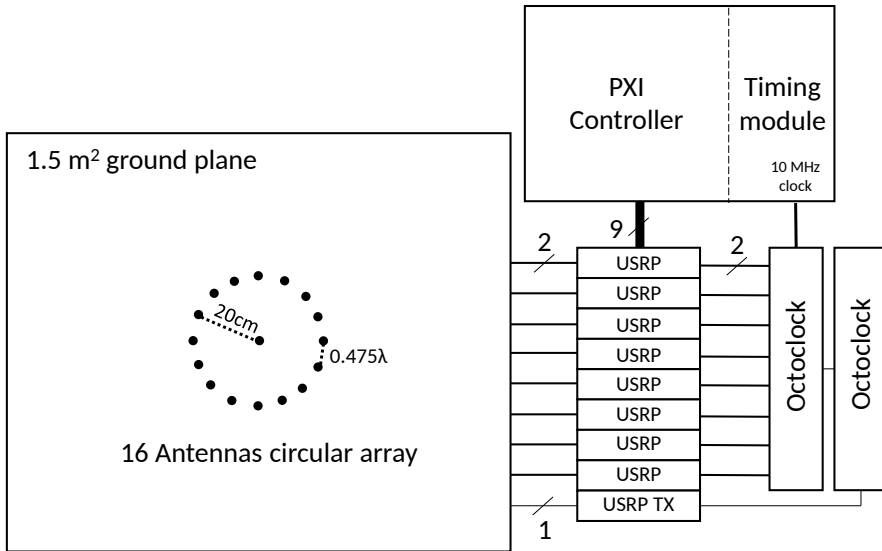 PXI
Controller
Timing
module
10 MHz
clock
1.5 m² ground plane
20cm
0.475λ
16 Antennas circular array
2
9
2
USRP
USRP
USRP
USRP
USRP
USRP
USRP
USRP
USRP TX
1
Octoclock
Octoclock